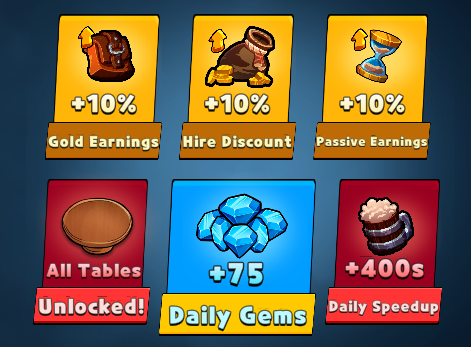 +10%
Gold Earnings
+10%
Hire Discount
+10%
Passive Earnings
All Tables
Unlocked!
+75
Daily Gems
+400s
Daily Speedup